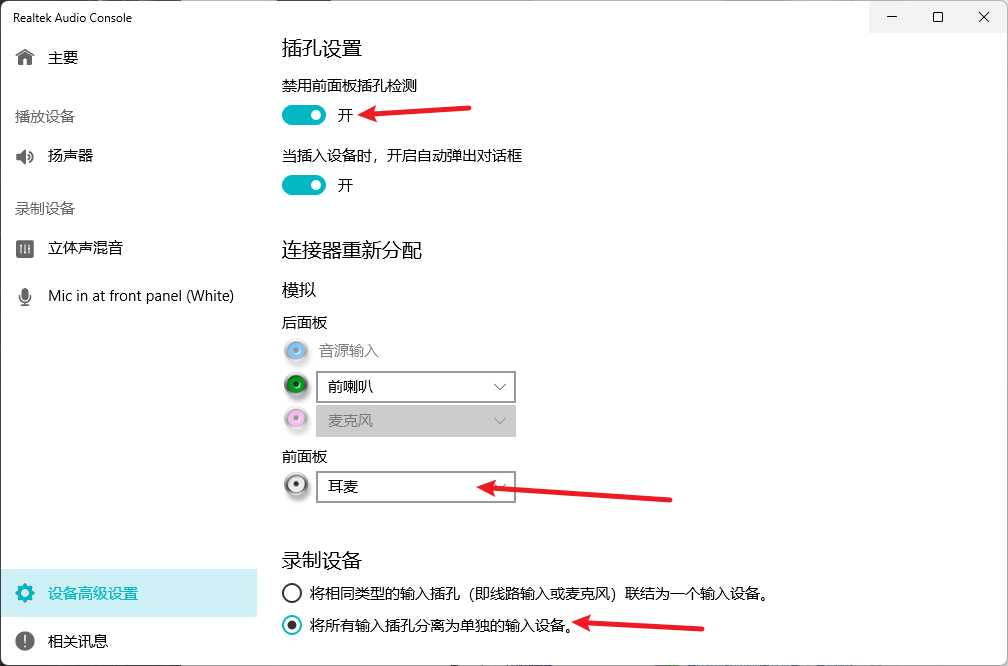 Realtek Audio Console
主要
播放设备
扬声器
录制设备
立体声混音
Mic in at front panel (White)
设备高级设置
相关讯息
插孔设置
禁用前面板插孔检测
开
当插入设备时，开启自动弹出对话框
开
连接器重新分配
模拟
后面板
音源输入
前喇叭
麦克风
前面板
耳麦
录制设备
将相同类型的输入插孔（即线路输入或麦克风）联结为一个输入设备。
将所有输入插孔分离为单独的输入设备。